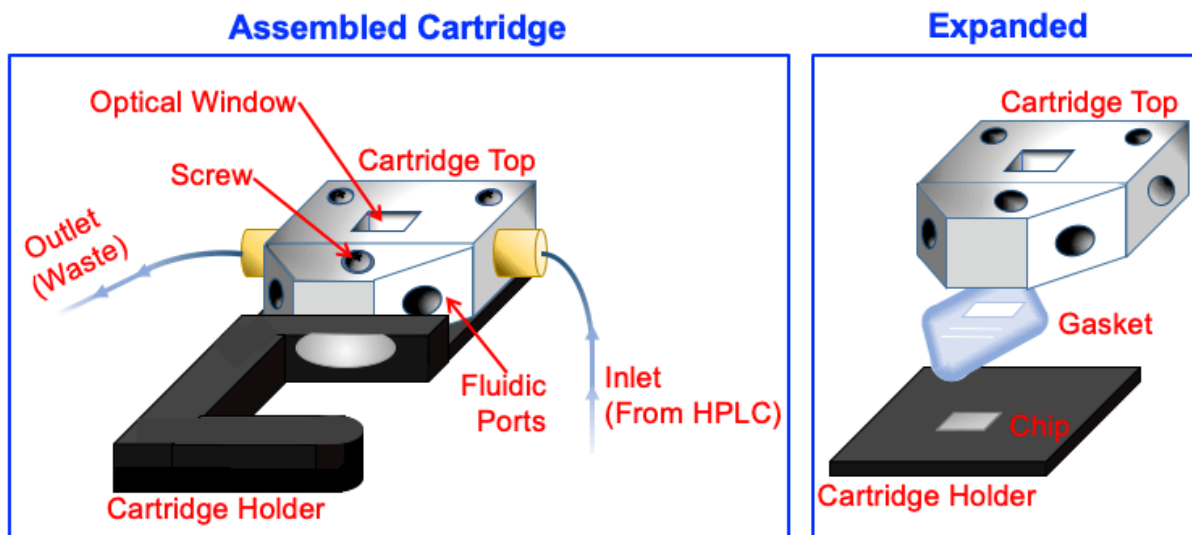 Assembled Cartridge
Optical Window
Cartridge Top
Screw
Outlet
(Waste)
Fluidic
Ports
Inlet
(From HPLC)
Cartridge Holder
Expanded
Cartridge Top
Gasket
Chip
Cartridge Holder